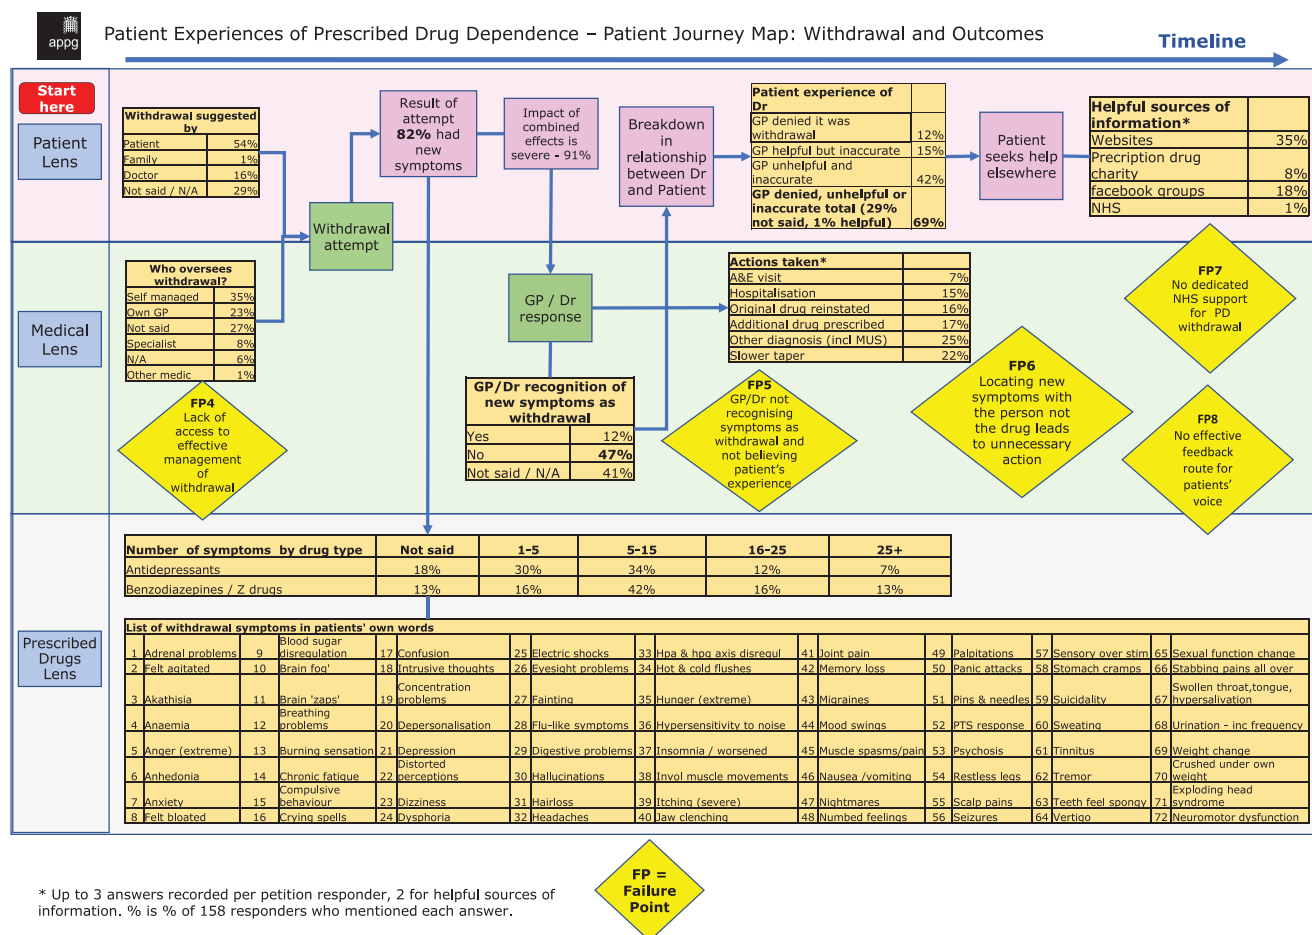 appg
Patient Experiences of Prescribed Drug Dependence – Patient Journey Map: Withdrawal and Outcomes
Timeline
Start
here
Patient
Lens
Withdrawal suggested
by
Patient 54%
Family 1%
Doctor 16%
Not said / N/A 29%
Withdrawal
attempt
Result of
attempt
82% had
new
symptoms
Impact of
combined
effects is
severe - 91%
Breakdown
in
relationship
between Dr
and Patient
Patient experience of
Dr
GP denied it was
withdrawal 12%
GP helpful but inaccurate 15%
GP unhelpful and
inaccurate 42%
GP denied, unhelpful or
inaccurate total (29%
not said, 1% helpful) 69%
Patient
seeks help
elsewhere
Helpful sources of
information*
Websites 35%
Precription drug
charity 8%
facebook groups 18%
NHS 1%
Medical
Lens
Who oversees
withdrawal?
Self managed 35%
Own GP 23%
Not said 27%
Specialist 8%
N/A 6%
Other medic 1%
FP4
Lack of
access to
effective
management
of
withdrawal
GP / Dr
response
GP/Dr recognition of
new symptoms as
withdrawal
Yes 12%
No 47%
Not said / N/A 41%
Actions taken*
A&E visit 7%
Hospitalisation 15%
Original drug reinstated 16%
Additional drug prescribed 17%
Other diagnosis (incl MUS) 25%
Slower taper 22%
FP5
GP/Dr not
recognising
symptoms as
withdrawal and
not believing
patient's
experience
FP6
Locating new
symptoms with
the person not
the drug leads
to unnecessary
action
FP7
No dedicated
NHS support
for PD
withdrawal
FP8
No effective
feedback
route for
patients'
voice
Prescribed
Drugs
Lens
Number of symptoms by drug type Not said 1-5 5-15 16-25 25+
Antidepressants 18% 30% 34% 12% 7%
Benzodiazepines / Z drugs 13% 16% 42% 16% 13%
List of withdrawal symptoms in patients' own words
1 Adrenal problems 9 Blood sugar disregulation 17 Confusion 25 Electric shocks 33 Hpa & hpg axis disregul 41 Joint pain 49 Palpitations 57 Sensory over stim 65 Sexual function change
2 Felt agitated 10 Brain fog' 18 Intrusive thoughts 26 Eyesight problems 34 Hot & cold flushes 42 Memory loss 50 Panic attacks 58 Stomach cramps 66 Stabbing pains all over
3 Akathisia 11 Brain 'zaps' 19 Concentration problems 27 Fainting 35 Hunger (extreme) 43 Migraines 51 Pins & needles 59 Suicidality 67 Swollen throat,tongue, hypersalivation
4 Anaemia 12 Breathing problems 20 Depersonalisation 28 Flu-like symptoms 36 Hypersensitivity to noise 44 Mood swings 52 PTS response 60 Sweating 68 Urination - inc frequency
5 Anger (extreme) 13 Burning sensation 21 Depression 29 Digestive problems 37 Insomnia / worsened 45 Muscle spasms/pain 53 Psychosis 61 Tinnitus 69 Weight change
6 Anhedonia 14 Chronic fatigue 22 Distorted perceptions 30 Hallucinations 38 Invol muscle movements 46 Nausea /vomiting 54 Restless legs 62 Tremor 70 Crushed under own weight
7 Anxiety 15 Compulsive behaviour 23 Dizziness 31 Hairloss 39 Itching (severe) 47 Nightmares 55 Scalp pains 63 Teeth feel spongy 71 Exploding head syndrome
8 Felt bloated 16 Crying spells 24 Dysphoria 32 Headaches 40 Jaw clenching 48 Numbed feelings 56 Seizures 64 Vertigo 72 Neuromotor dysfunction
* Up to 3 answers recorded per petition responder, 2 for helpful sources of
information. % is % of 158 responders who mentioned each answer.
FP =
Failure
Point